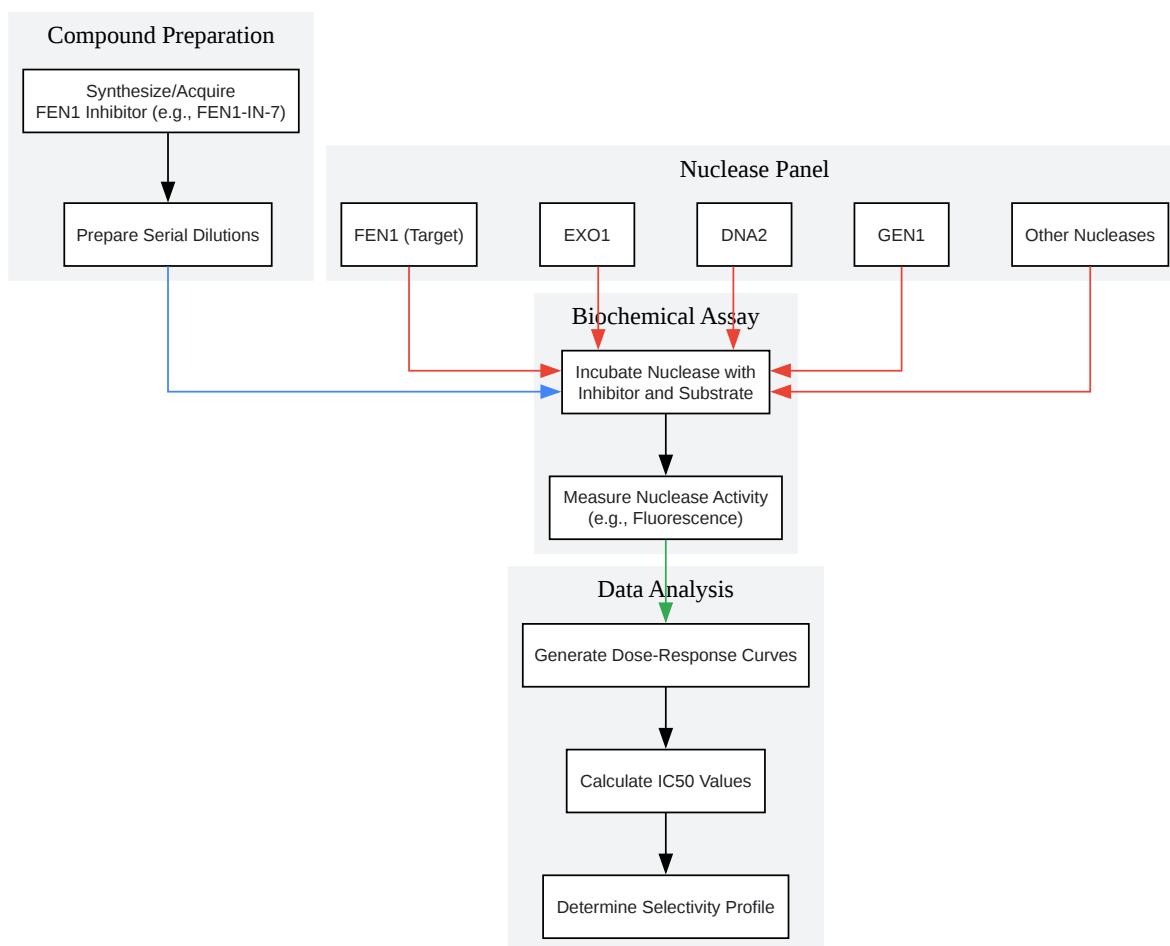 Compound Preparation
Synthesize/Acquire
FEN1 Inhibitor (e.g., FEN1-IN-7)
Prepare Serial Dilutions
Nuclease Panel
FEN1 (Target)
EXO1
DNA2
GEN1
Other Nucleases
Biochemical Assay
Incubate Nuclease with
Inhibitor and Substrate
Measure Nuclease Activity
(e.g., Fluorescence)
Data Analysis
Generate Dose-Response Curves
Calculate IC50 Values
Determine Selectivity Profile